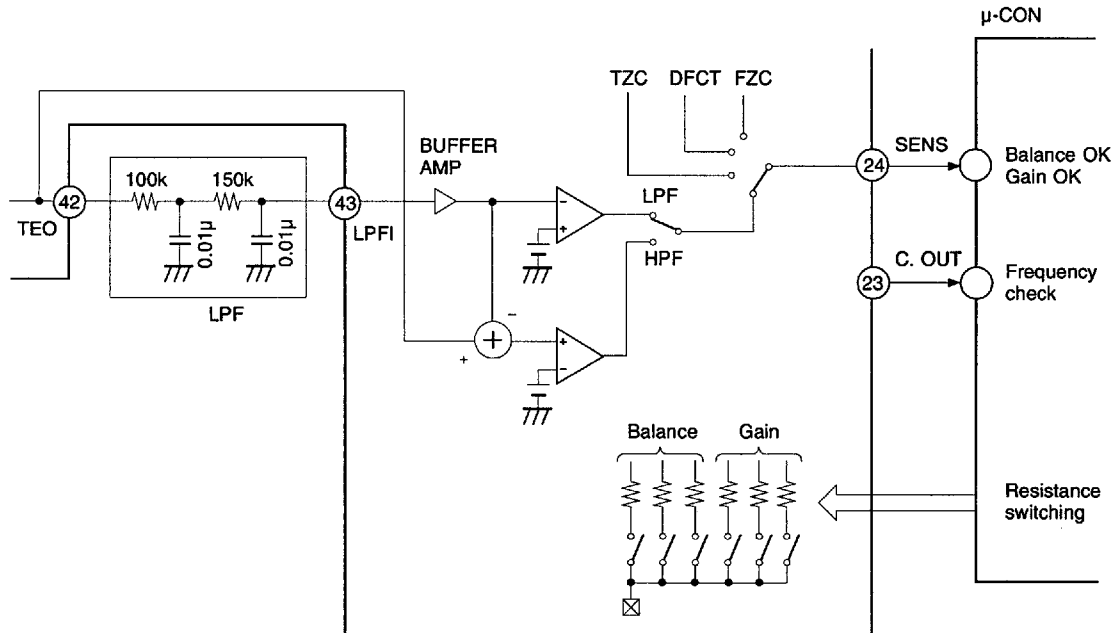 μ-CON
TZC DFCT FZC
BUFFER
AMP
24 SENS
Balance OK
Gain OK
100k 150k
42
43
TEO
LPFI
0.01μ 0.01μ
LPF
LPF
HPF
23 C. OUT
Frequency
check
−
+
−
+
+
+
−
Balance Gain
Resistance
switching